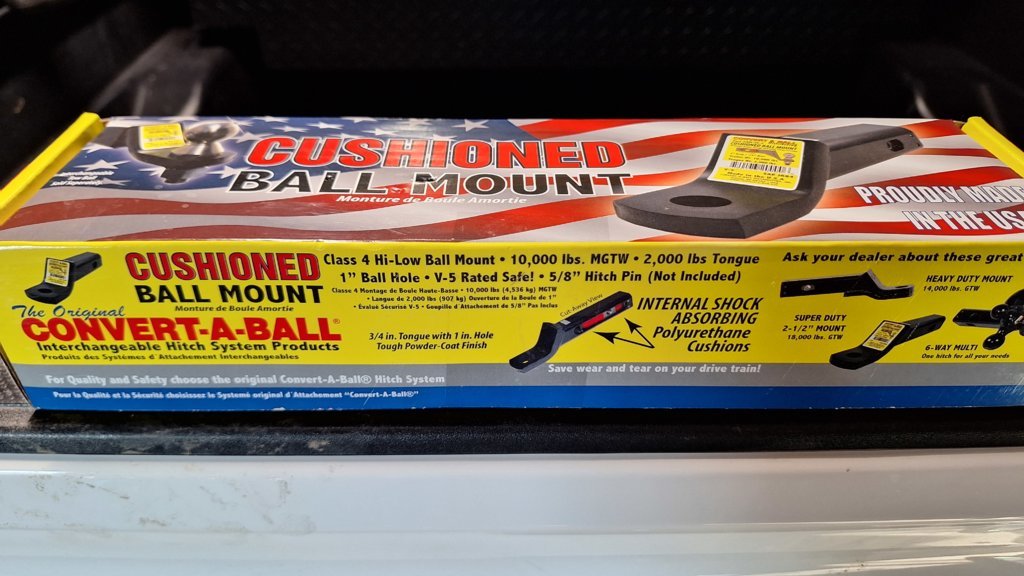 CUSHIONED
BALL MOUNT
Monture de Boule Amortie
CUSHIONED BALL MOUNT
PROUDLY MADE
IN THE USA
CUSHIONED
BALL MOUNT
Monture de Boule Amortie
The Original
CONVERT-A-BALL®
Interchangeable Hitch System Products
Produits des Systèmes d'Attachement Interchangeables
Class 4 Hi-Low Ball Mount • 10,000 lbs. MGTW • 2,000 lbs Tongue
1" Ball Hole • V-5 Rated Safe! • 5/8" Hitch Pin (Not Included)
Classe 4 Montage de Boule Haute-Basse • 10,000 lbs (4,536 kg) MGTW
• Langue de 2,000 lbs (907 kg) Ouverture de la Boule de 1"
• Évalué Sécurisé V-5 • Goupille d'Attachement de 5/8" Pas Inclus
3/4 in. Tongue with 1 in. Hole
Tough Powder-Coat Finish
Cut-Away View
INTERNAL SHOCK
ABSORBING
Polyurethane
Cushions
Save wear and tear on your drive train!
Ask your dealer about these great
HEAVY DUTY MOUNT
14,000 lbs. GTW
SUPER DUTY
2-1/2" MOUNT
18,000 lbs. GTW
6-WAY MULTI
One hitch for all your needs
For Quality and Safety choose the original Convert-A-Ball® Hitch System
Pour la Qualité et la Sécurité choisissez le Systemé original d'Attachement "Convert-A-Ball®"